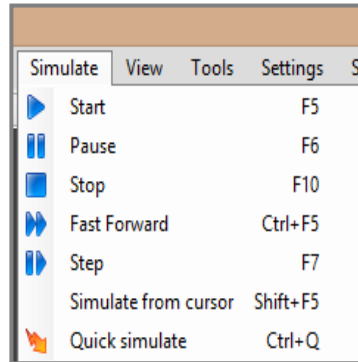 Simulate View Tools Settings S
Start F5
Pause F6
Stop F10
Fast Forward Ctrl+F5
Step F7
Simulate from cursor Shift+F5
Quick simulate Ctrl+Q